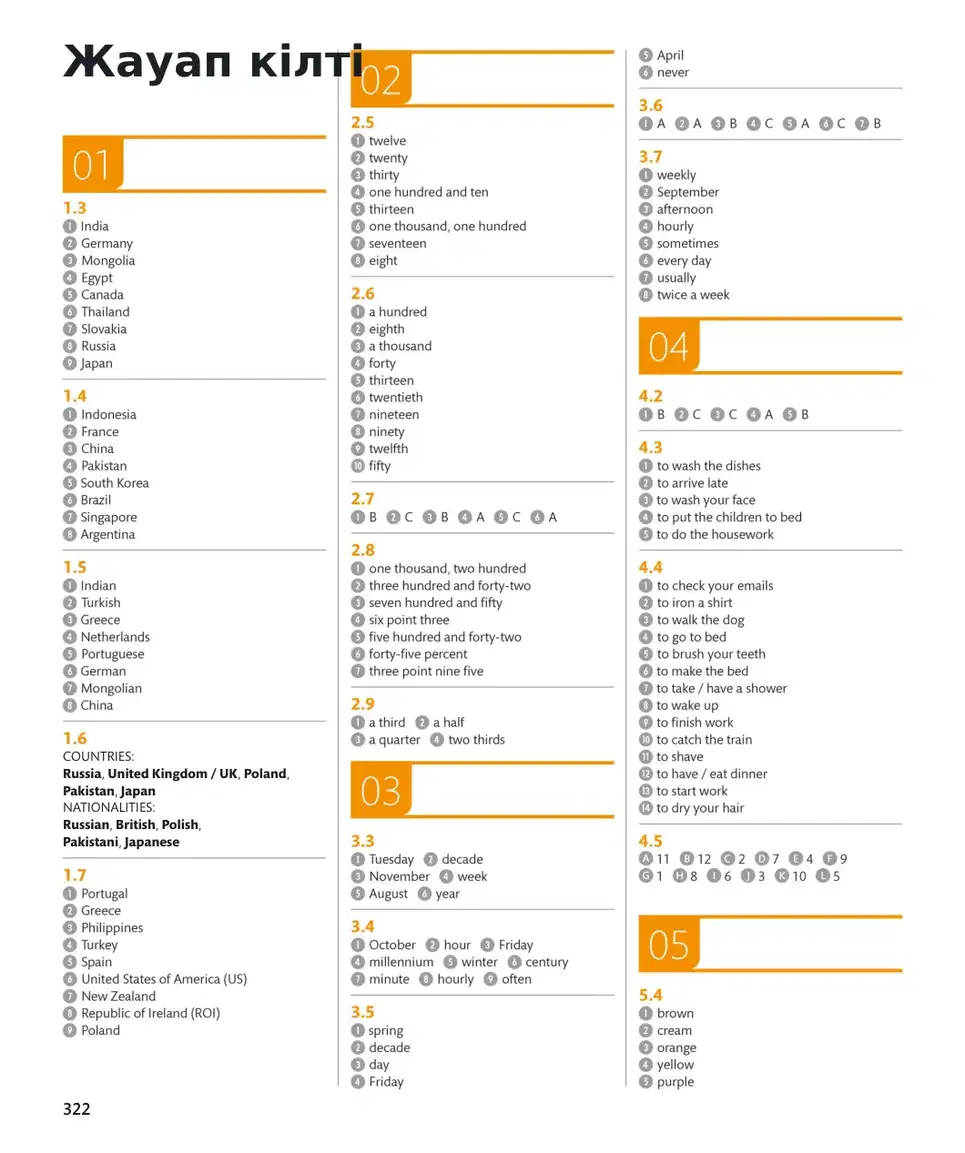 Жауап кілті
01
1.3
1 India
2 Germany
3 Mongolia
4 Egypt
5 Canada
6 Thailand
7 Slovakia
8 Russia
9 Japan
1.4
1 Indonesia
2 France
3 China
4 Pakistan
5 South Korea
6 Brazil
7 Singapore
8 Argentina
1.5
1 Indian
2 Turkish
3 Greece
4 Netherlands
5 Portuguese
6 German
7 Mongolian
8 China
1.6
COUNTRIES:
Russia, United Kingdom / UK, Poland,
Pakistan, Japan
NATIONALITIES:
Russian, British, Polish,
Pakistani, Japanese
1.7
1 Portugal
2 Greece
3 Philippines
4 Turkey
5 Spain
6 United States of America (US)
7 New Zealand
8 Republic of Ireland (ROI)
9 Poland
02
2.5
1 twelve
2 twenty
3 thirty
4 one hundred and ten
5 thirteen
6 one thousand, one hundred
7 seventeen
8 eight
2.6
1 a hundred
2 eighth
3 a thousand
4 forty
5 thirteen
6 twentieth
7 nineteen
8 ninety
9 twelfth
10 fifty
2.7
1 B 2 C 3 B 4 A 5 C 6 A
2.8
1 one thousand, two hundred
2 three hundred and forty-two
3 seven hundred and fifty
4 six point three
5 five hundred and forty-two
6 forty-five percent
7 three point nine five
2.9
1 a third 2 a half
3 a quarter 4 two thirds
03
3.3
1 Tuesday 2 decade
3 November 4 week
5 August 6 year
3.4
1 October 2 hour 3 Friday
4 millennium 5 winter 6 century
7 minute 8 hourly 9 often
3.5
1 spring
2 decade
3 day
4 Friday
5 April
6 never
3.6
1 A 2 A 3 B 4 C 5 A 6 C 7 B
3.7
1 weekly
2 September
3 afternoon
4 hourly
5 sometimes
6 every day
7 usually
8 twice a week
04
4.2
1 B 2 C 3 C 4 A 5 B
4.3
1 to wash the dishes
2 to arrive late
3 to wash your face
4 to put the children to bed
5 to do the housework
4.4
1 to check your emails
2 to iron a shirt
3 to walk the dog
4 to go to bed
5 to brush your teeth
6 to make the bed
7 to take / have a shower
8 to wake up
9 to finish work
10 to catch the train
11 to shave
12 to have / eat dinner
13 to start work
14 to dry your hair
4.5
A 11 B 12 C 2 D 7 E 4 F 9
G 1 H 8 I 6 J 3 K 10 L 5
05
5.4
1 brown
2 cream
3 orange
4 yellow
5 purple
322